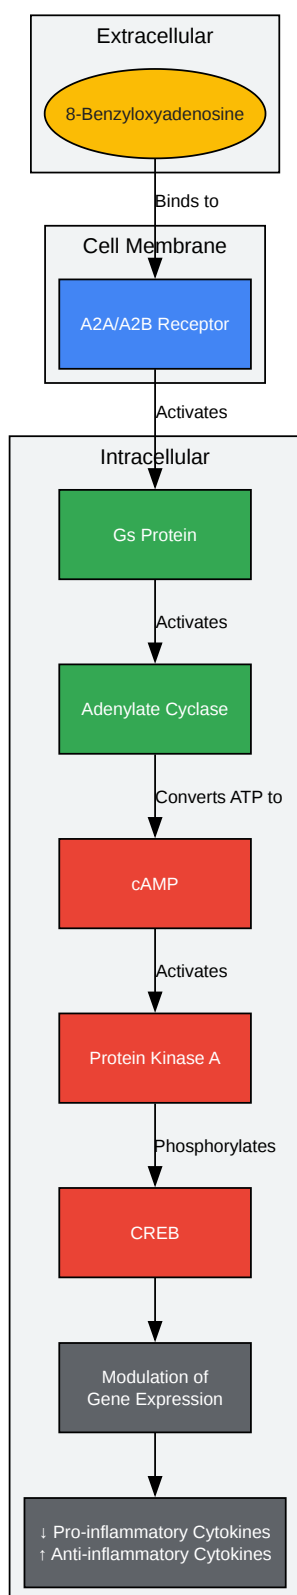 Extracellular
8-Benzyloxyadenosine
Binds to
Cell Membrane
A2A/A2B Receptor
Activates
Intracellular
Gs Protein
Activates
Adenylate Cyclase
Converts ATP to
cAMP
Activates
Protein Kinase A
Phosphorylates
CREB
Modulation of
Gene Expression
↓ Pro-inflammatory Cytokines
↑ Anti-inflammatory Cytokines